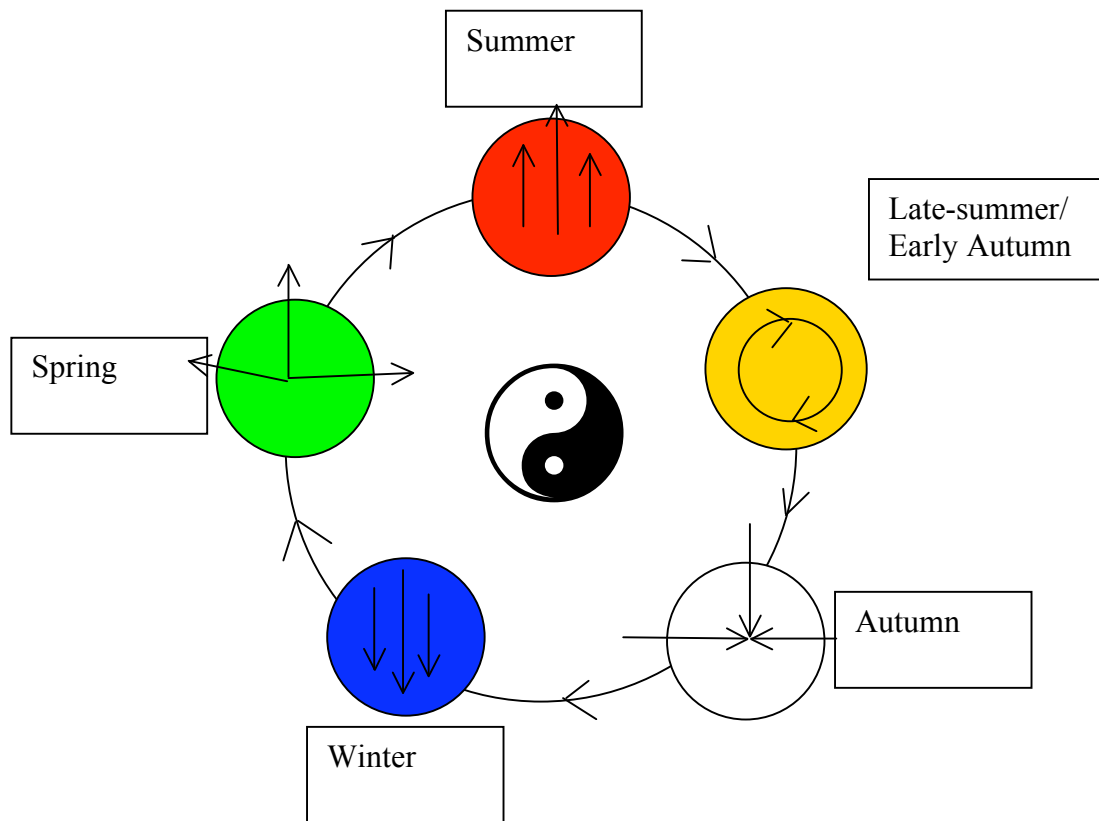 Summer
Late-summer/
Early Autumn
Spring
Autumn
Winter